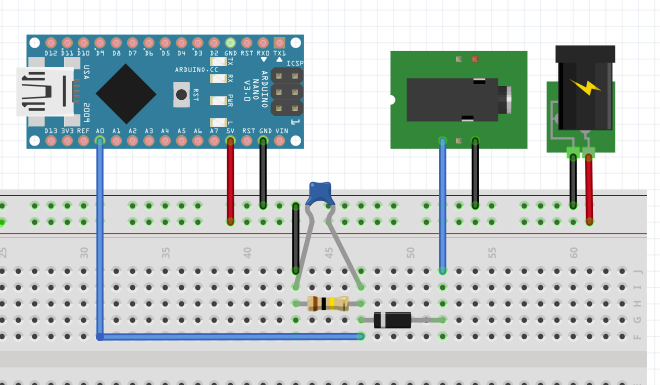 D12 D11 D10 D9 D8 D7 D6 D5 D4 D3 D2 GND RST RX0 TX1
USA
2009
ARDUINO.CC
RST
TX
RX
PWR
L
ARDUINO
NANO
V3.0
ICSP
1
D13 3V3 REF A0 A1 A2 A3 A4 A5 A6 A7 5V RST GND VIN
25 30 35 40 45 50 55 60
J
I
H
G
F